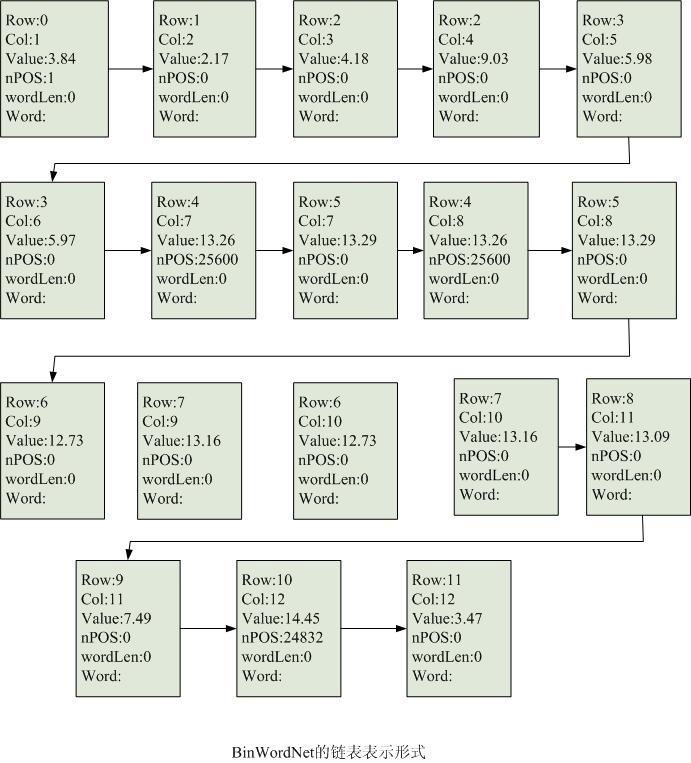 Row:0
Col:1
Value:3.84
nPOS:1
wordLen:0
Word:
Row:1
Col:2
Value:2.17
nPOS:0
wordLen:0
Word:
Row:2
Col:3
Value:4.18
nPOS:0
wordLen:0
Word:
Row:2
Col:4
Value:9.03
nPOS:0
wordLen:0
Word:
Row:3
Col:5
Value:5.98
nPOS:0
wordLen:0
Word:
Row:3
Col:6
Value:5.97
nPOS:0
wordLen:0
Word:
Row:4
Col:7
Value:13.26
nPOS:25600
wordLen:0
Word:
Row:5
Col:7
Value:13.29
nPOS:0
wordLen:0
Word:
Row:4
Col:8
Value:13.26
nPOS:25600
wordLen:0
Word:
Row:5
Col:8
Value:13.29
nPOS:0
wordLen:0
Word:
Row:6
Col:9
Value:12.73
nPOS:0
wordLen:0
Word:
Row:7
Col:9
Value:13.16
nPOS:0
wordLen:0
Word:
Row:6
Col:10
Value:12.73
nPOS:0
wordLen:0
Word:
Row:7
Col:10
Value:13.16
nPOS:0
wordLen:0
Word:
Row:8
Col:11
Value:13.09
nPOS:0
wordLen:0
Word:
Row:9
Col:11
Value:7.49
nPOS:0
wordLen:0
Word:
Row:10
Col:12
Value:14.45
nPOS:24832
wordLen:0
Word:
Row:11
Col:12
Value:3.47
nPOS:0
wordLen:0
Word:
BinWordNet的链表表示形式